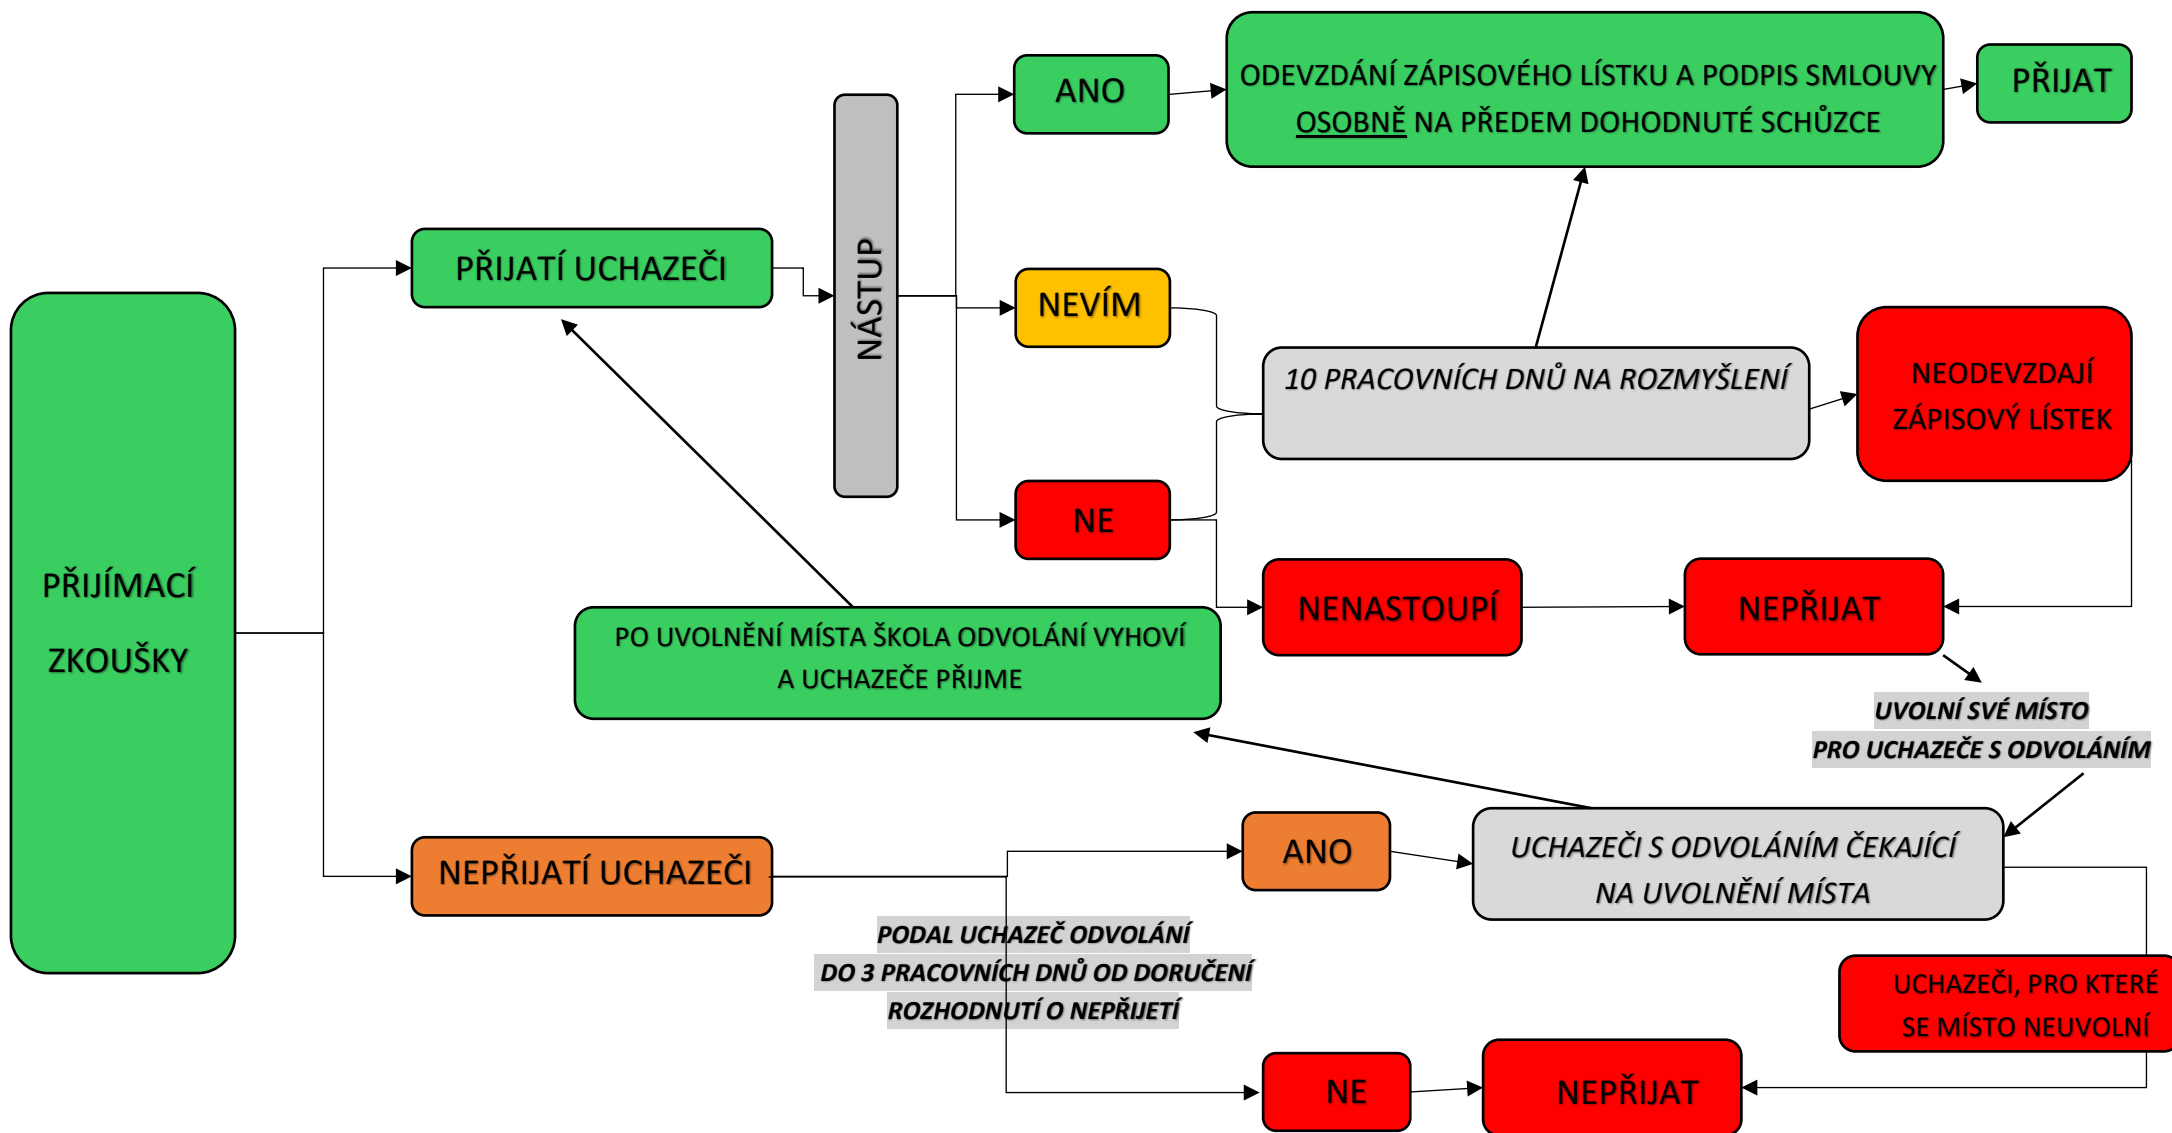 ANO
ODEVZDÁNÍ ZÁPISOVÉHO LÍSTKU A PODPIS SMLOUVY
OSOBNĚ NA PŘEDEM DOHODNUTÉ SCHŮZCE
PŘIJAT
PŘIJATÍ UCHAZEČI
NÁSTUP
NEVÍM
10 PRACOVNÍCH DNŮ NA ROZMYŠLENÍ
NEODEVZDAJÍ
ZÁPISOVÝ LÍSTEK
NE
PŘIJÍMACÍ
ZKOUŠKY
NENASTOUPÍ
NEPŘIJAT
PO UVOLNĚNÍ MÍSTA ŠKOLA ODVOLÁNÍ VYHOVÍ
A UCHAZEČE PŘIJME
UVOLNÍ SVÉ MÍSTO
PRO UCHAZEČE S ODVOLÁNÍM
NEPŘIJATÍ UCHAZEČI
ANO
UCHAZEČI S ODVOLÁNÍM ČEKAJÍCÍ
NA UVOLNĚNÍ MÍSTA
PODAL UCHAZEČ ODVOLÁNÍ
DO 3 PRACOVNÍCH DNŮ OD DORUČENÍ
ROZHODNUTÍ O NEPŘIJETÍ
UCHAZEČI, PRO KTERÉ
SE MÍSTO NEUVOLNÍ
NE
NEPŘIJAT